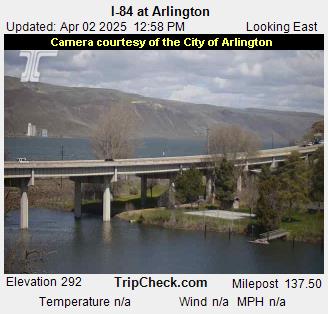 I-84 at Arlington
Updated: Apr 02 2025 12:58 PM Looking East
Camera courtesy of the City of Arlington
Elevation 292 TripCheck.com Milepost 137.50
Temperature n/a Wind n/a MPH n/a